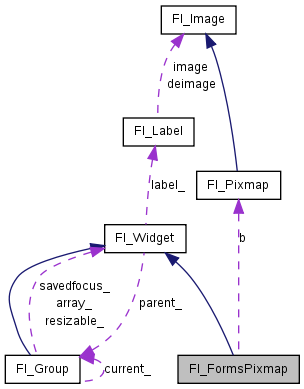 Fl_Image
image
deimage
Fl_Label
label_
Fl_Pixmap
Fl_Widget
b
savedfocus_
array_
resizable_
parent_
Fl_Group
current_
Fl_FormsPixmap